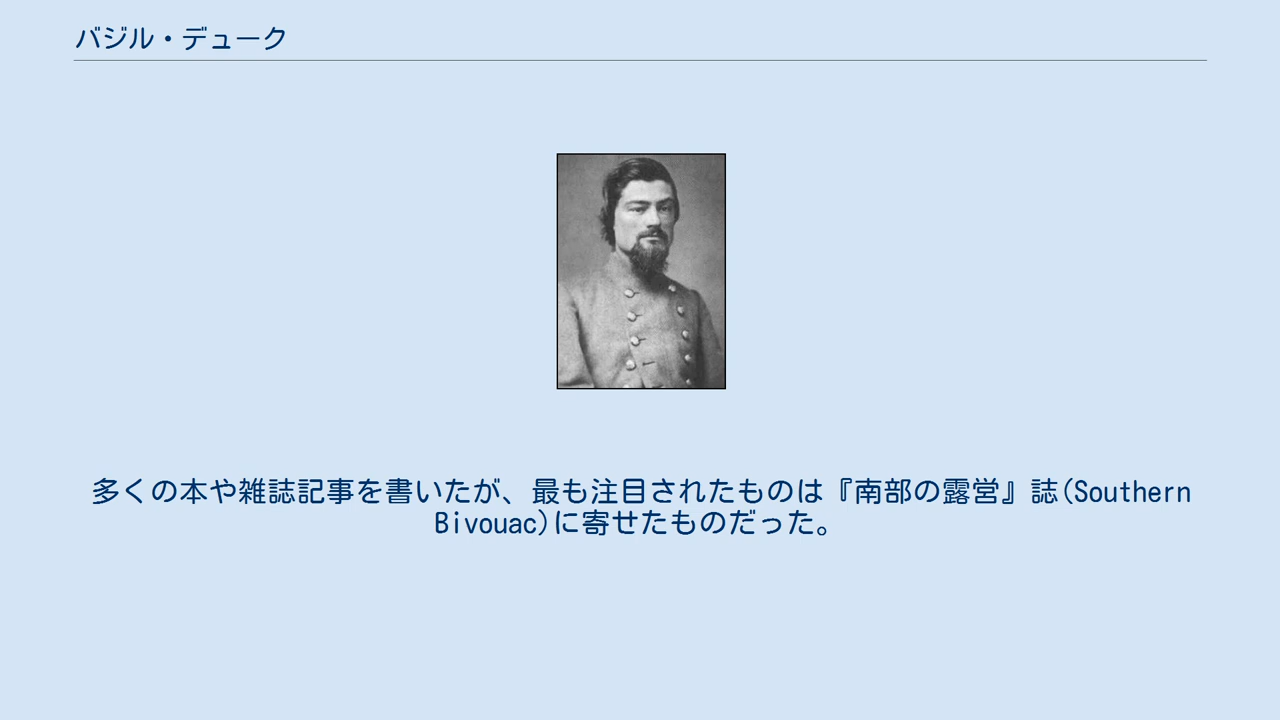 バジル・デューク
多くの本や雑誌記事を書いたが、最も注目されたものは『南部の露営』誌(Southern
Bivouac)に寄せたものだった。